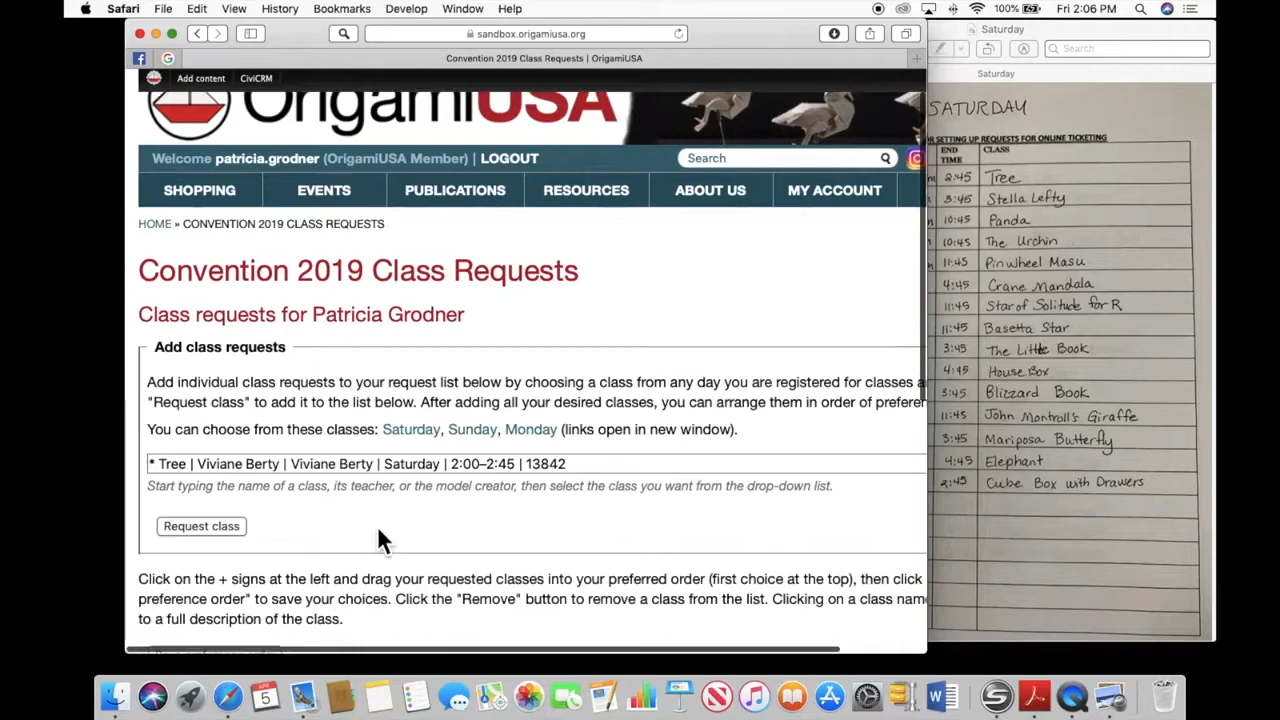 Safari File Edit View History Bookmarks Develop Window Help 100% Fri 2:06 PM
sandbox.origamiusa.org
Convention 2019 Class Requests | OrigamiUSA
Add content CiviCRM
OrigamiUSA
Welcome patricia.grodner (OrigamiUSA Member) | LOGOUT
Search
SHOPPING EVENTS PUBLICATIONS RESOURCES ABOUT US MY ACCOUNT
HOME » CONVENTION 2019 CLASS REQUESTS
Convention 2019 Class Requests
Class requests for Patricia Grodner
Add class requests
Add individual class requests to your request list below by choosing a class from any day you are registered for classes
"Request class" to add it to the list below. After adding all your desired classes, you can arrange them in order of
You can choose from these classes: Saturday, Sunday, Monday (links open in new window).
* Tree | Viviane Berty | Viviane Berty | Saturday | 2:00–2:45 | 13842
Start typing the name of a class, its teacher, or the model creator, then select the class you want from the drop-down list.
Request class
Click on the + signs at the left and drag your requested classes into your preferred order (first choice at the top), then click
preference order" to save your choices. Click the "Remove" button to remove a class from the list. Clicking on a class
to a full description of the class.
Saturday
Search
Saturday
SATURDAY
SETTING UP REQUESTS FOR ONLINE TICKETING
END TIME CLASS
2:45 Tree
3:45 Stella Lefty
10:45 Panda
10:45 The Urchin
11:45 Pinwheel Masu
4:45 Crane Mandala
11:45 Star of Solitude for R
11:45 Basetta Star
3:45 The Little Book
4:45 House Box
3:45 Blizzard Book
11:45 John Montroll's Giraffe
3:45 Mariposa Butterfly
4:45 Elephant
2:45 Cube Box with Drawers
APR
5